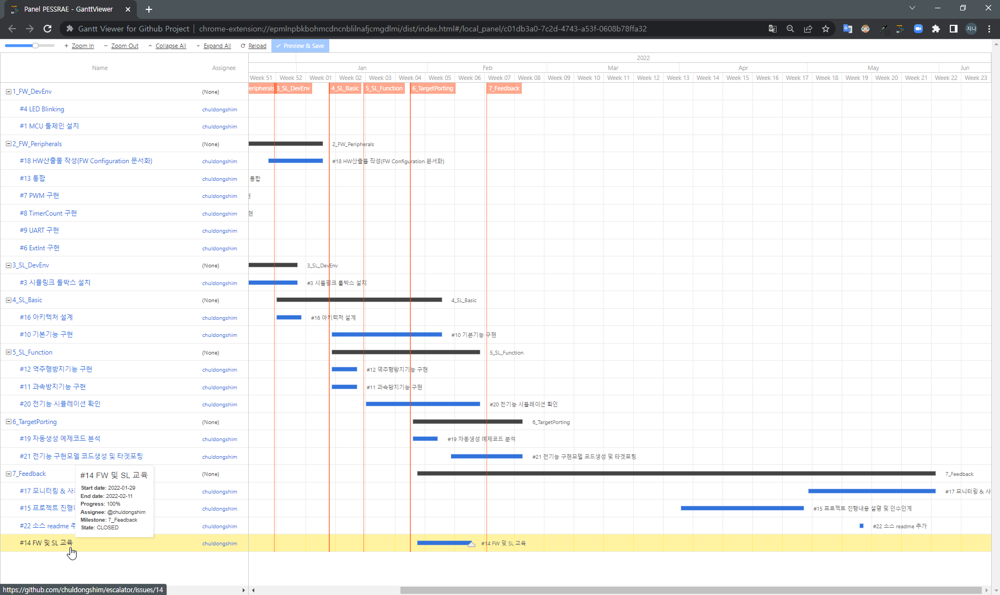 Panel PESSRAE - GanttViewer
Gantt Viewer for Github Project | chrome-extension://epmlnpbkbohmcdncnblilnafjcmgdlmi/dist/index.html#/local_panel/c01db3a0-7c2d-4743-a53f-0608b78ffa32
지니
+ Zoom In
− Zoom Out
Collapse All
Expand All
Reload
Preview & Save
2022
Name
Assignee
Jan
Feb
Mar
Apr
May
Jun
Week 51 Week 52 Week 01 Week 02 Week 03 Week 04 Week 05 Week 06 Week 07 Week 08 Week 09 Week 10 Week 11 Week 12 Week 13 Week 14 Week 15 Week 16 Week 17 Week 18 Week 19 Week 20 Week 21 Week 22 Week 23
eripherals 3_SL_DevEnv 4_SL_Basic 5_SL_Function 6_TargetPorting 7_Feedback
1_FW_DevEnv (None)
#4 LED Blinking chuldongshim
#1 MCU 툴체인 설치 chuldongshim
2_FW_Peripherals (None) 2_FW_Peripherals
#18 HW산출물 작성(FW Configuration 문서화) chuldongshim #18 HW산출물 작성(FW Configuration 문서화)
#13 통합 chuldongshim 통합
#7 PWM 구현 chuldongshim
#8 TimerCount 구현 chuldongshim 현
#9 UART 구현 chuldongshim
#6 ExtInt 구현 chuldongshim
3_SL_DevEnv (None) 3_SL_DevEnv
#3 시뮬링크 툴박스 설치 chuldongshim #3 시뮬링크 툴박스 설치
4_SL_Basic (None) 4_SL_Basic
#16 아키텍처 설계 chuldongshim #16 아키텍처 설계
#10 기본기능 구현 chuldongshim #10 기본기능 구현
5_SL_Function (None) 5_SL_Function
#12 역주행방지기능 구현 chuldongshim #12 역주행방지기능 구현
#11 과속방지기능 구현 chuldongshim #11 과속방지기능 구현
#20 전기능 시뮬레이션 확인 chuldongshim #20 전기능 시뮬레이션 확인
6_TargetPorting (None) 6_TargetPorting
#19 자동생성 예제코드 분석 chuldongshim #19 자동생성 예제코드 분석
#21 전기능 구현모델 코드생성 및 타겟포팅 chuldongshim #21 전기능 구현모델 코드생성 및 타겟포팅
7_Feedback (None) 7_Feedback
#17 모니터링 & 사 chuldongshim #17 모니터링 & 사
#15 프로젝트 진행 chuldongshim #15 프로젝트 진행내용 설명 및 인수인계
#22 소스 readme chuldongshim #22 소스 readme 추가
#14 FW 및 SL 교육 chuldongshim #14 FW 및 SL 교육
#14 FW 및 SL 교육
Start date: 2022-01-29
End date: 2022-02-11
Progress: 100%
Assignee: @chuldongshim
Milestone: 7_Feedback
State: CLOSED
https://github.com/chuldongshim/escalator/issues/14